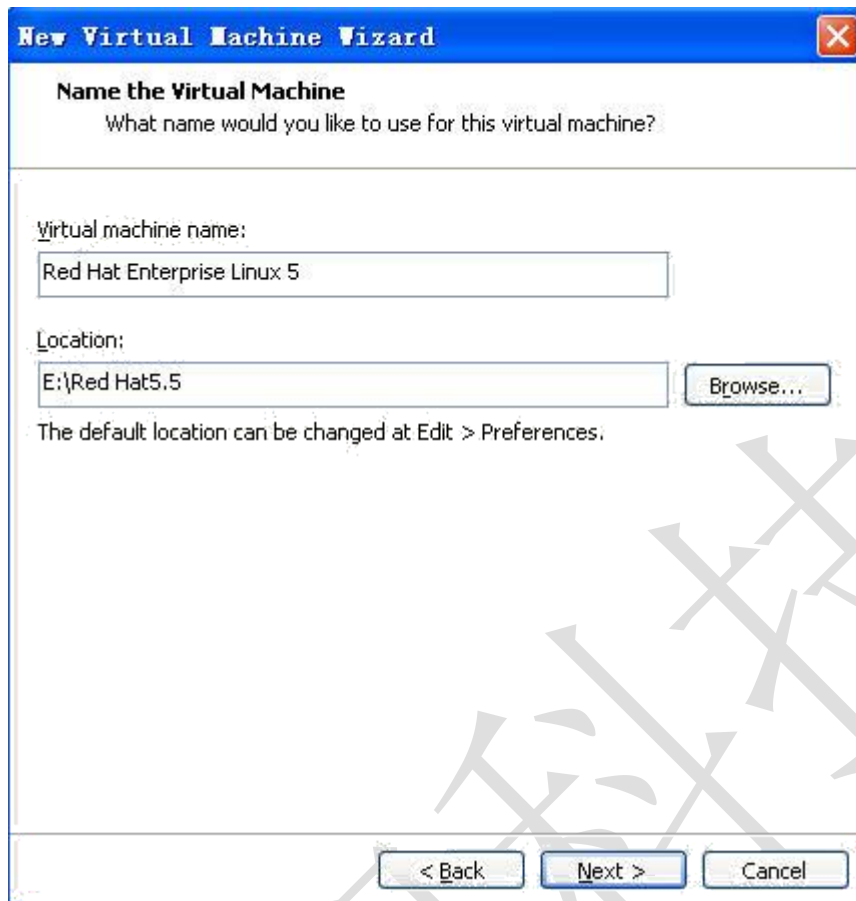 New Virtual Machine Wizard
Name the Virtual Machine
What name would you like to use for this virtual machine?
Virtual machine name:
Red Hat Enterprise Linux 5
Location:
E:\Red Hat5.5
Browse...
The default location can be changed at Edit > Preferences.
科技
< Back
Next >
Cancel